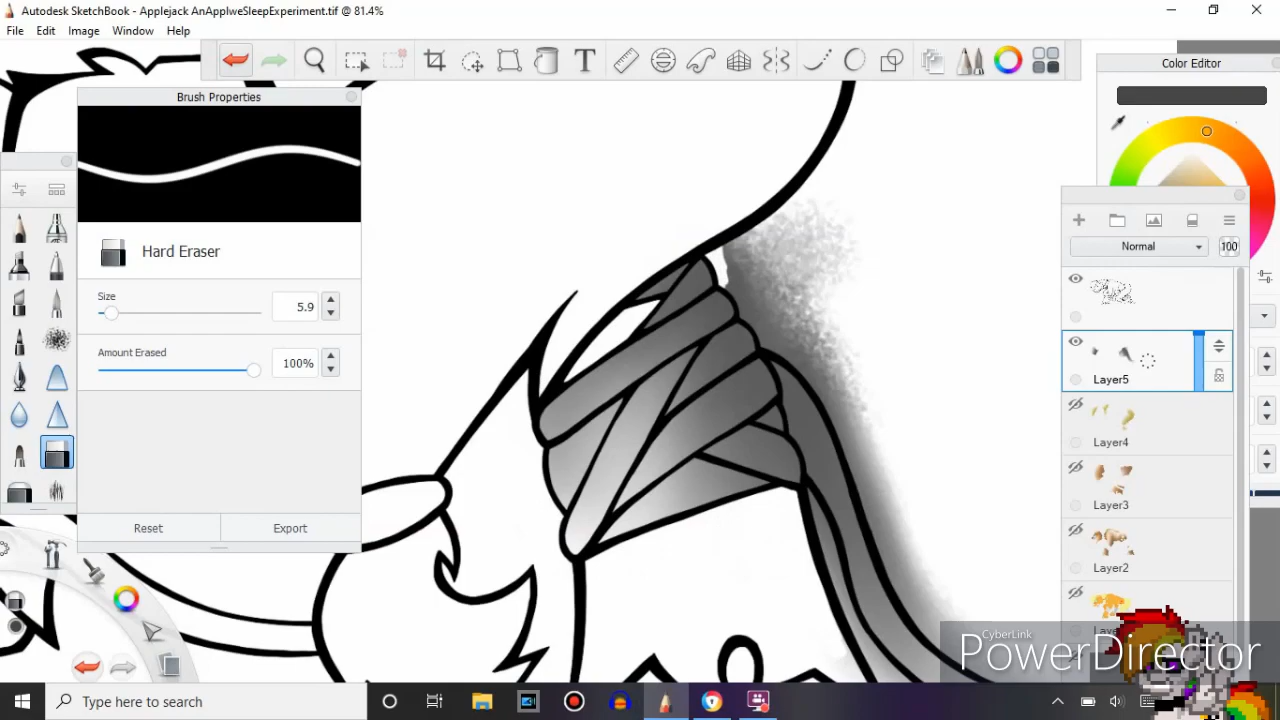 Autodesk SketchBook - Applejack AnApplweSleepExperiment.tif @ 81.4%
File Edit Image Window Help
T
Brush Properties
Color Editor
Hard Eraser
Size
5.9
Amount Erased
100%
Reset Export
Normal 100
Layer5
Layer4
Layer3
Layer2
CyberLink
PowerDirector
Type here to search